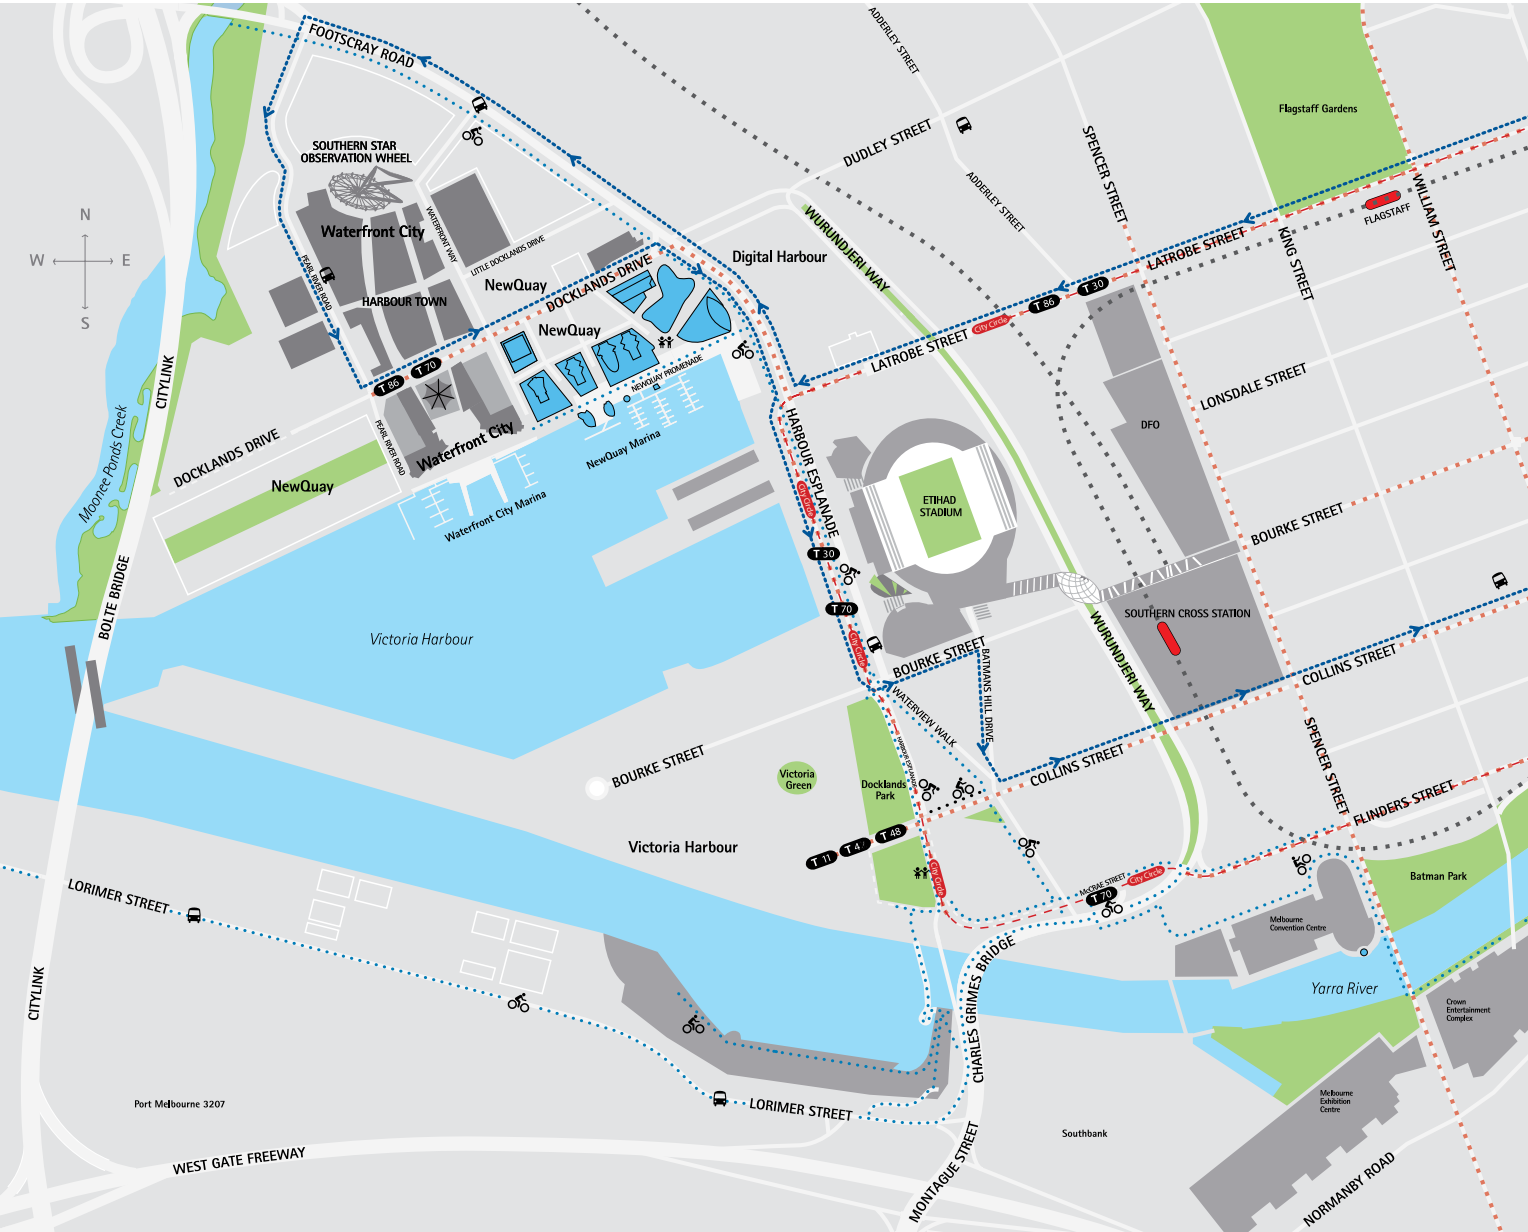 FOOTSCRAY ROAD
ADDERLEY STREET
Flagstaff Gardens
DUDLEY STREET
SPENCER STREET
SOUTHERN STAR
OBSERVATION WHEEL
ADDERLEY STREET
WILLIAM STREET
FLAGSTAFF
N
W
E
S
Waterfront City
WATERFRONT WAY
LITTLE DOCKLANDS DRIVE
WURUNDJERI WAY
Digital Harbour
LATROBE STREET
KING STREET
PEARL RIVER ROAD
HARBOUR TOWN
NewQuay
DOCKLANDS DRIVE
NewQuay
T 30
T 86
City Circle
LATROBE STREET
CITYLINK
T 86
T 70
NEWQUAY PROMENADE
LONSDALE STREET
DFO
Moonee Ponds Creek
DOCKLANDS DRIVE
PEARL RIVER ROAD
Waterfront City
NewQuay Marina
HARBOUR ESPLANADE
NewQuay
Waterfront City Marina
City Circle
ETIHAD
STADIUM
BOURKE STREET
T 30
BOLTE BRIDGE
T 70
SOUTHERN CROSS STATION
Victoria Harbour
City Circle
BOURKE STREET
BATMANS HILL DRIVE
WURUNDJERI WAY
COLLINS STREET
WATERVIEW WALK
HARBOUR ESPLANADE
SPENCER STREET
BOURKE STREET
Victoria
Green
Docklands
Park
COLLINS STREET
FLINDERS STREET
T 48
T 11
Victoria Harbour
City Circle
McCRAE STREET
City Circle
T 70
Batman Park
LORIMER STREET
Melbourne
Convention Centre
CHARLES GRIMES BRIDGE
CITYLINK
Yarra River
Crown
Entertainment
Complex
Port Melbourne 3207
LORIMER STREET
Melbourne
Exhibition
Centre
Southbank
WEST GATE FREEWAY
MONTAGUE STREET
NORMANBY ROAD